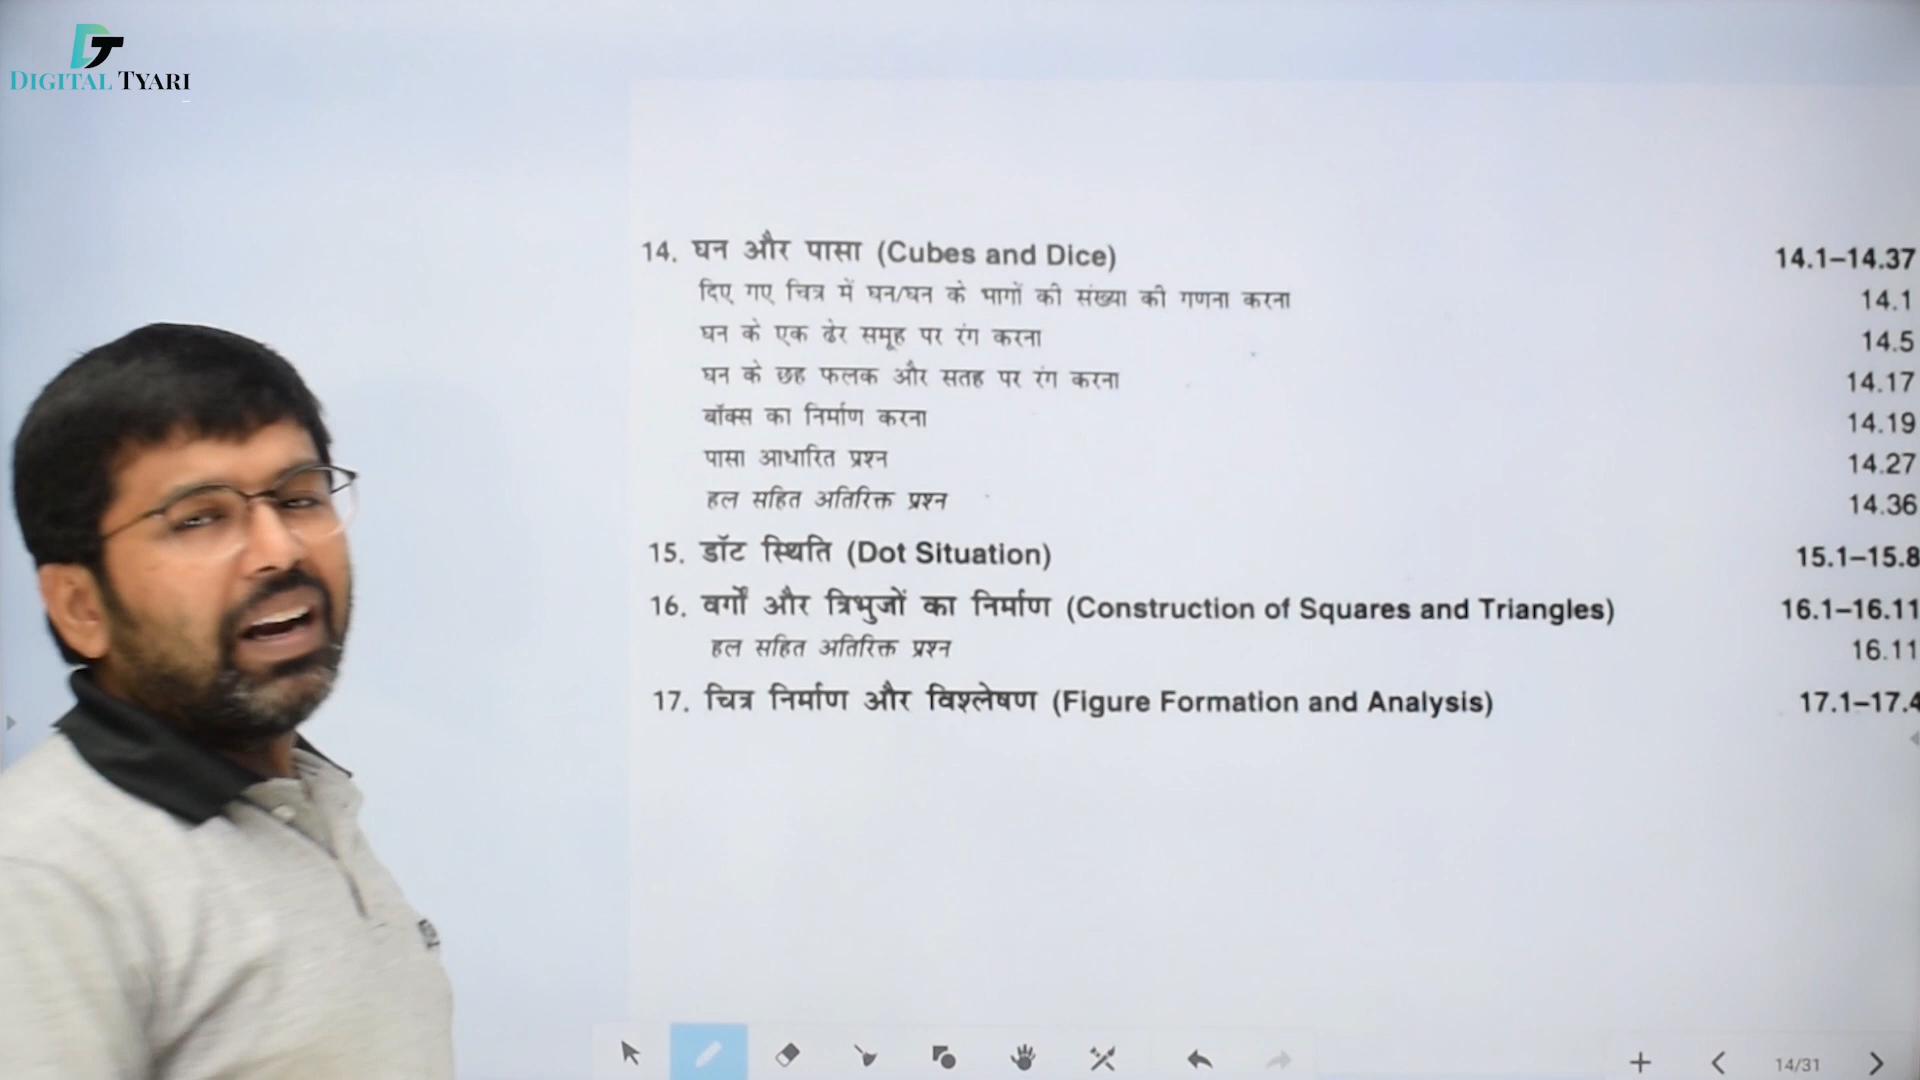 DT
DIGITAL TYARI
14. घन और पासा (Cubes and Dice) 14.1–14.37
दिए गए चित्र में घन/घन के भागों की संख्या की गणना करना 14.1
घन के एक ढेर समूह पर रंग करना 14.5
घन के छह फलक और सतह पर रंग करना 14.17
बॉक्स का निर्माण करना 14.19
पासा आधारित प्रश्न 14.27
हल सहित अतिरिक्त प्रश्न 14.36
15. डॉट स्थिति (Dot Situation) 15.1–15.8
16. वर्गों और त्रिभुजों का निर्माण (Construction of Squares and Triangles) 16.1–16.11
हल सहित अतिरिक्त प्रश्न 16.11
17. चित्र निर्माण और विश्लेषण (Figure Formation and Analysis) 17.1–17.4
14/31